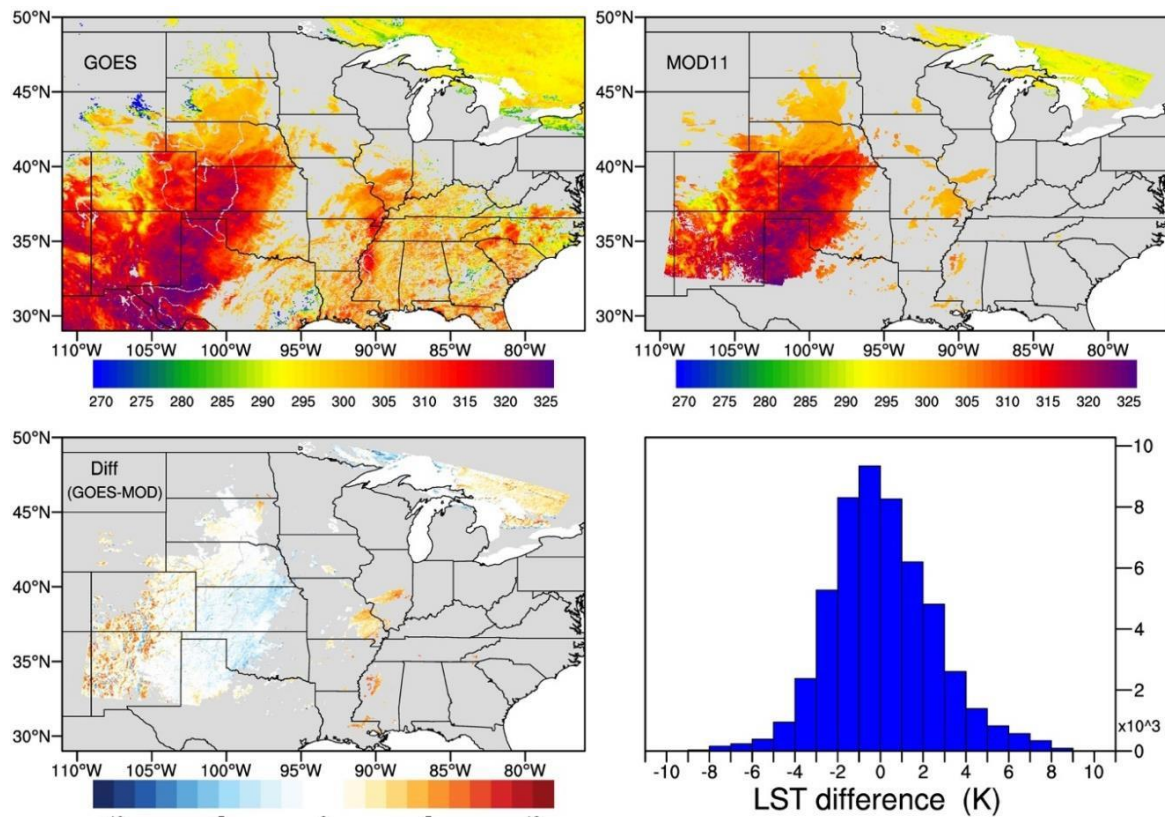 50°N
GOES
45°N
40°N
35°N
30°N
110°W 105°W 100°W 95°W 90°W 85°W 80°W
270 275 280 285 290 295 300 305 310 315 320 325
50°N
MOD11
45°N
40°N
35°N
30°N
110°W 105°W 100°W 95°W 90°W 85°W 80°W
270 275 280 285 290 295 300 305 310 315 320 325
50°N
Diff
(GOES-MOD)
45°N
40°N
35°N
30°N
110°W 105°W 100°W 95°W 90°W 85°W 80°W
10
8
6
4
2
x10^3
0
-10 -8 -6 -4 -2 0 2 4 6 8 10
LST difference (K)